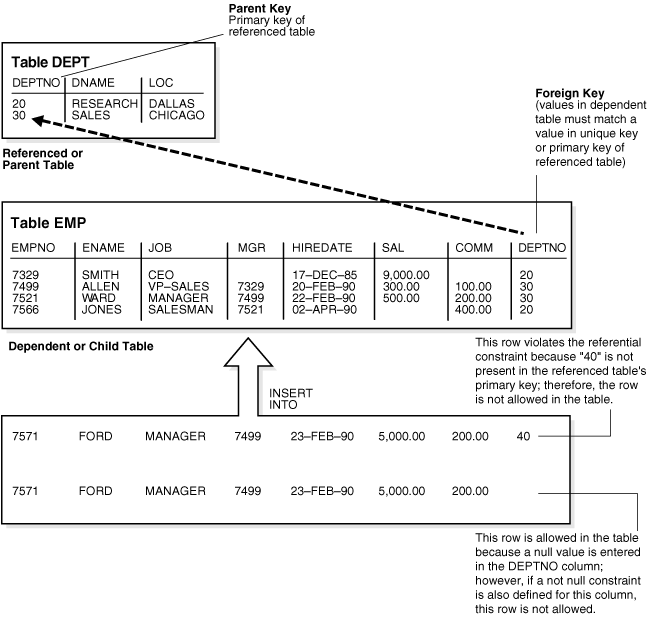 Parent Key
Primary key of
referenced table
Table DEPT
DEPTNO DNAME LOC
20 RESEARCH DALLAS
30 SALES CHICAGO
Referenced or
Parent Table
Foreign Key
(values in dependent
table must match a
value in unique key
or primary key of
referenced table)
Table EMP
EMPNO ENAME JOB MGR HIREDATE SAL COMM DEPTNO
7329 SMITH CEO 17–DEC–85 9,000.00 20
7499 ALLEN VP–SALES 7329 20–FEB–90 300.00 100.00 30
7521 WARD MANAGER 7499 22–FEB–90 500.00 200.00 30
7566 JONES SALESMAN 7521 02–APR–90 400.00 20
Dependent or Child Table
This row violates the referential
constraint because "40" is not
present in the referenced table's
primary key; therefore, the row
is not allowed in the table.
INSERT
INTO
7571 FORD MANAGER 7499 23–FEB–90 5,000.00 200.00 40
7571 FORD MANAGER 7499 23–FEB–90 5,000.00 200.00
This row is allowed in the table
because a null value is entered
in the DEPTNO column;
however, if a not null constraint
is also defined for this column,
this row is not allowed.